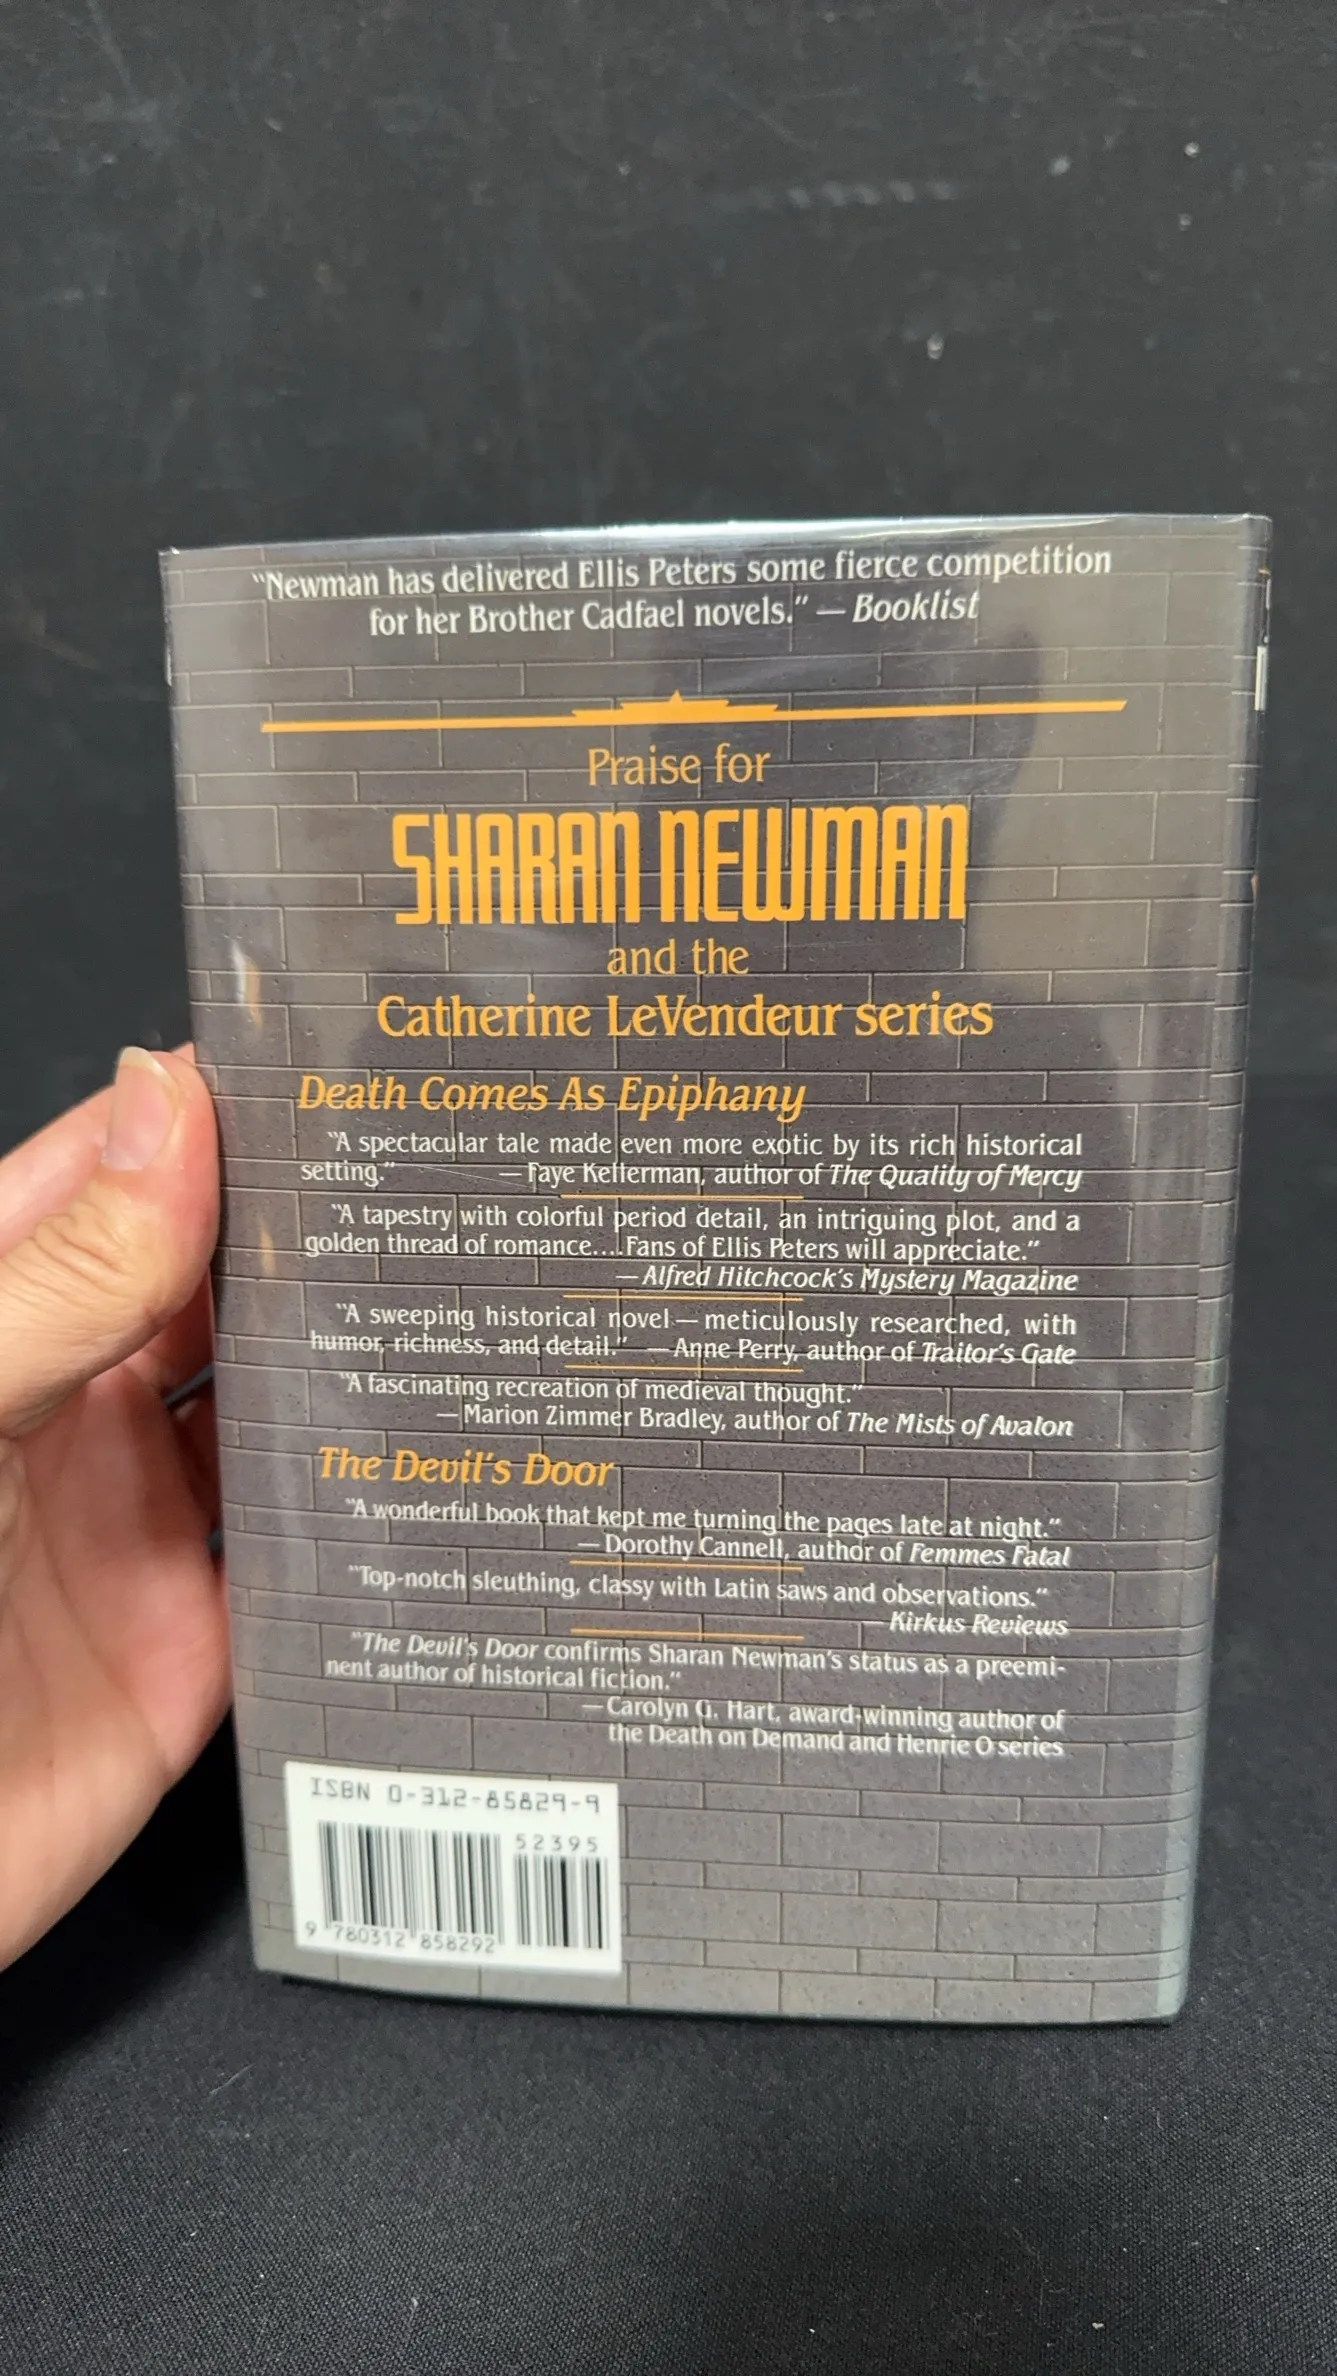 "Newman has delivered Ellis Peters some fierce competition
for her Brother Cadfael novels." — Booklist
Praise for
SHARAN NEWMAN
and the
Catherine LeVendeur series
Death Comes As Epiphany
"A spectacular tale made even more exotic by its rich historical
setting." — Faye Kellerman, author of The Quality of Mercy
"A tapestry with colorful period detail, an intriguing plot, and a
golden thread of romance....Fans of Ellis Peters will appreciate."
— Alfred Hitchcock's Mystery Magazine
"A sweeping historical novel — meticulously researched, with
humor, richness, and detail." — Anne Perry, author of Traitor's Gate
"A fascinating recreation of medieval thought."
— Marion Zimmer Bradley, author of The Mists of Avalon
The Devil's Door
"A wonderful book that kept me turning the pages late at night."
— Dorothy Cannell, author of Femmes Fatal
"Top-notch sleuthing, classy with Latin saws and observations."
— Kirkus Reviews
"The Devil's Door confirms Sharan Newman's status as a preemi-
nent author of historical fiction."
— Carolyn G. Hart, award-winning author of
the Death on Demand and Henrie O series
ISBN 0-312-85829-9
52395
9 780312 858292